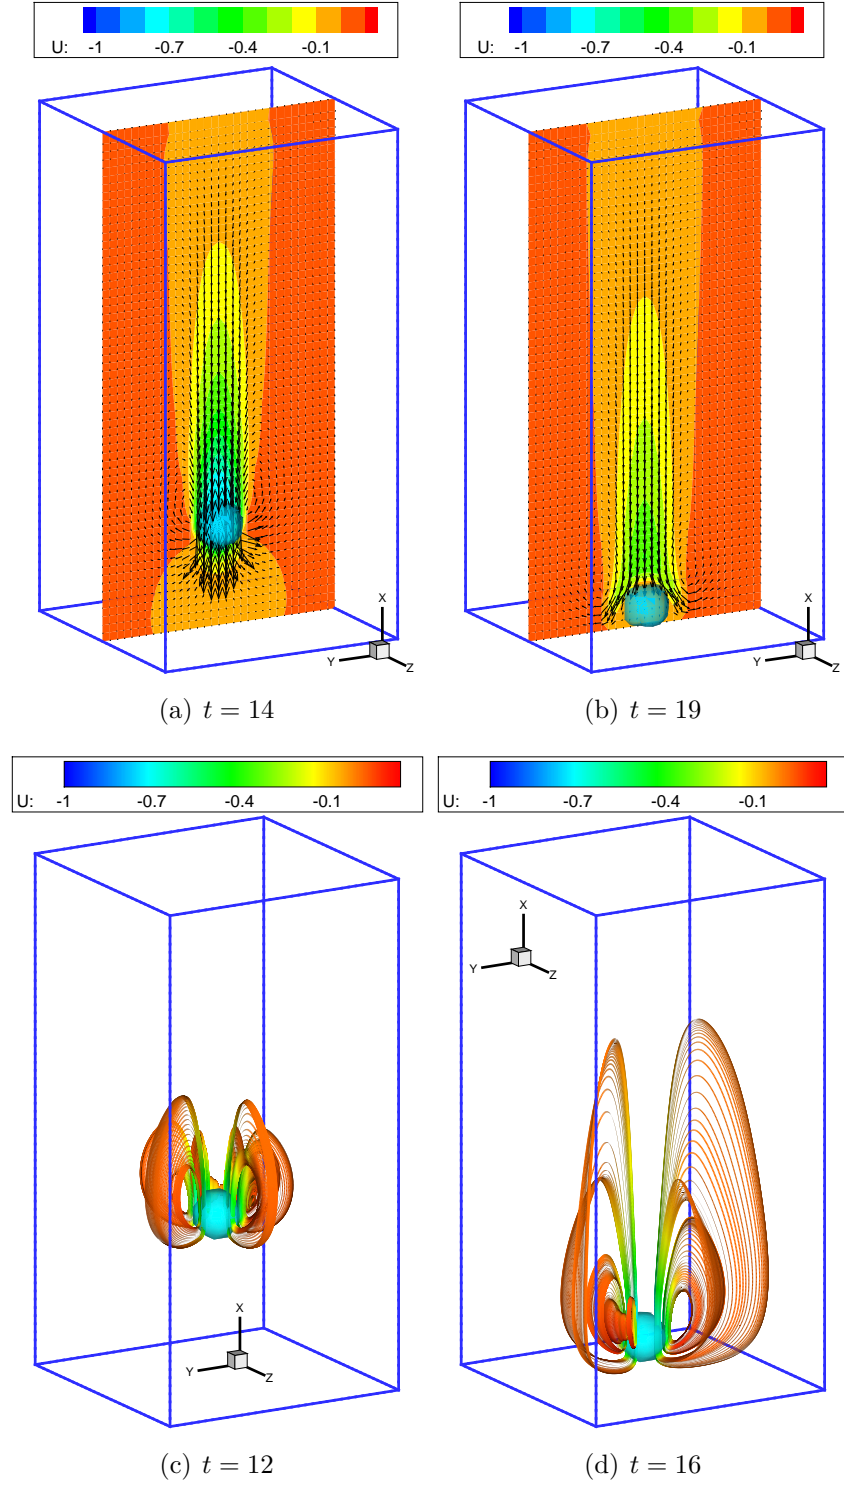 U: -1 -0.7 -0.4 -0.1
U: -1 -0.7 -0.4 -0.1
X
Y
Z
X
Y
Z
(a) t = 14
(b) t = 19
U: -1 -0.7 -0.4 -0.1
U: -1 -0.7 -0.4 -0.1
X
Y
Z
X
Y
Z
(c) t = 12
(d) t = 16